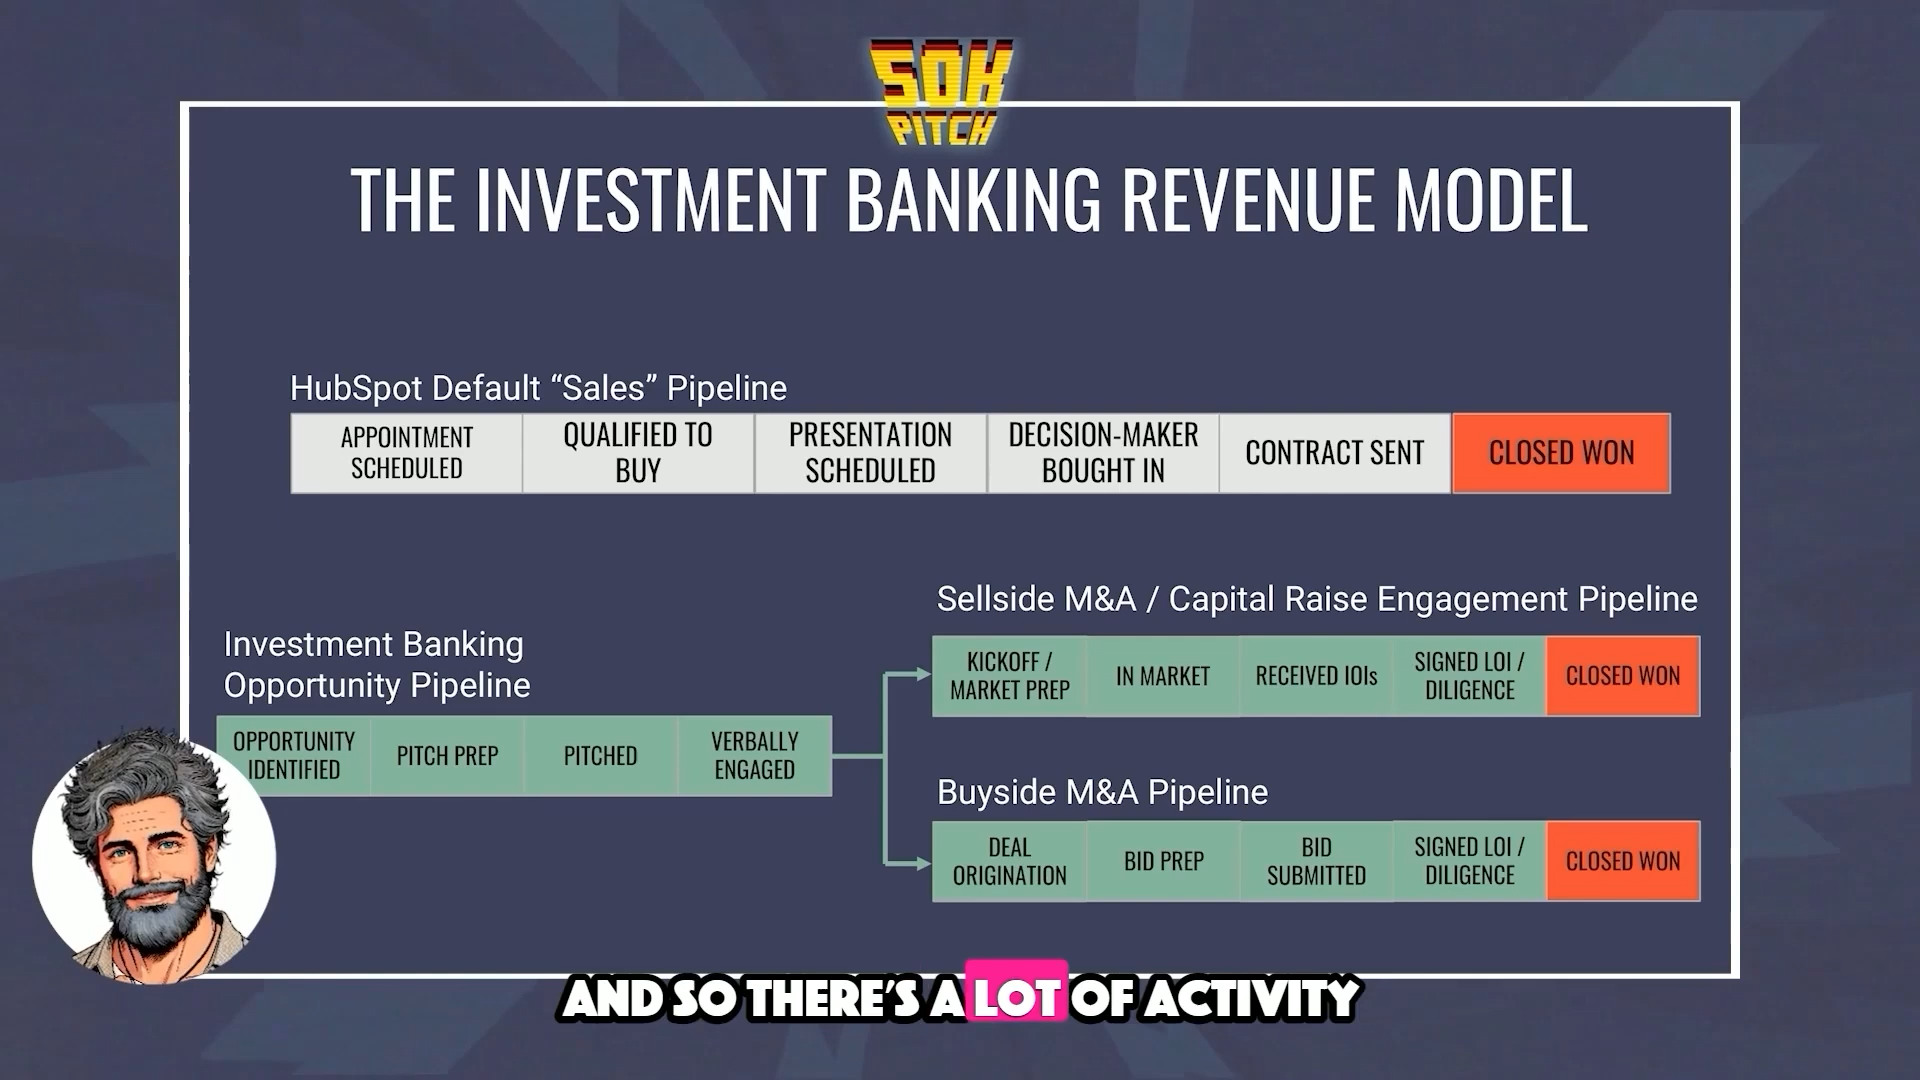 50K
PITCH
THE INVESTMENT BANKING REVENUE MODEL
HubSpot Default “Sales” Pipeline
APPOINTMENT
SCHEDULED
QUALIFIED TO
BUY
PRESENTATION
SCHEDULED
DECISION-MAKER
BOUGHT IN
CONTRACT SENT
CLOSED WON
Investment Banking
Opportunity Pipeline
OPPORTUNITY
IDENTIFIED
PITCH PREP
PITCHED
VERBALLY
ENGAGED
Sellside M&A / Capital Raise Engagement Pipeline
KICKOFF /
MARKET PREP
IN MARKET
RECEIVED IOIs
SIGNED LOI /
DILIGENCE
CLOSED WON
Buyside M&A Pipeline
DEAL
ORIGINATION
BID PREP
BID
SUBMITTED
SIGNED LOI /
DILIGENCE
CLOSED WON
AND SO THERE'S A LOT OF ACTIVITY